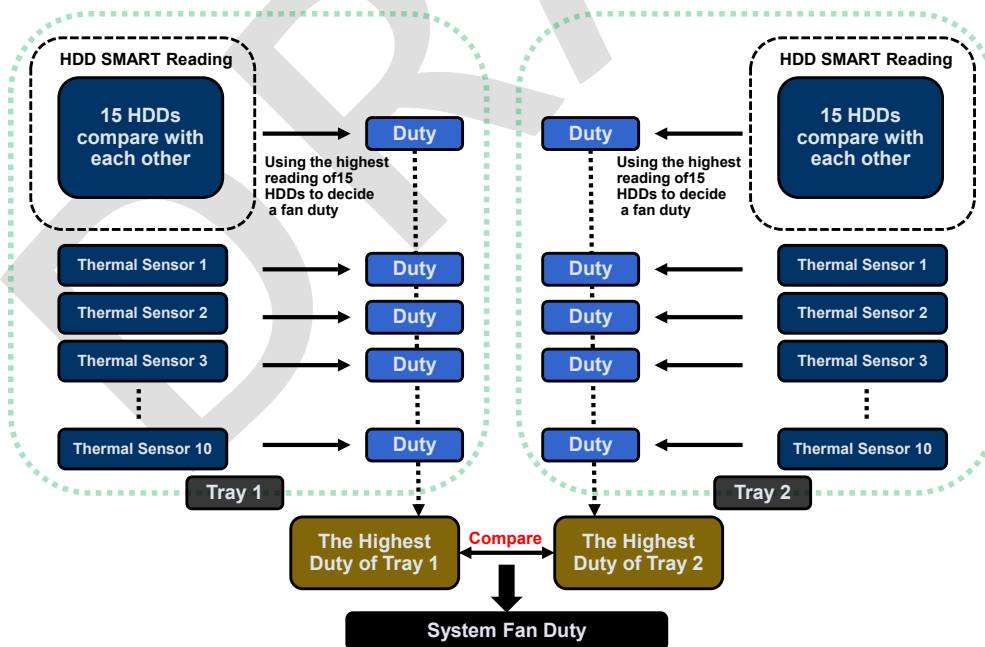 HDD SMART Reading
15 HDDs
compare with
each other
Duty
Using the highest
reading of15
HDDs to decide
a fan duty
Thermal Sensor 1
Duty
Thermal Sensor 2
Duty
Thermal Sensor 3
Duty
Thermal Sensor 10
Duty
Tray 1
HDD SMART Reading
15 HDDs
compare with
each other
Duty
Using the highest
reading of15
HDDs to decide
a fan duty
Duty
Thermal Sensor 1
Duty
Thermal Sensor 2
Duty
Thermal Sensor 3
Duty
Thermal Sensor 10
Tray 2
The Highest
Duty of Tray 1
Compare
The Highest
Duty of Tray 2
System Fan Duty